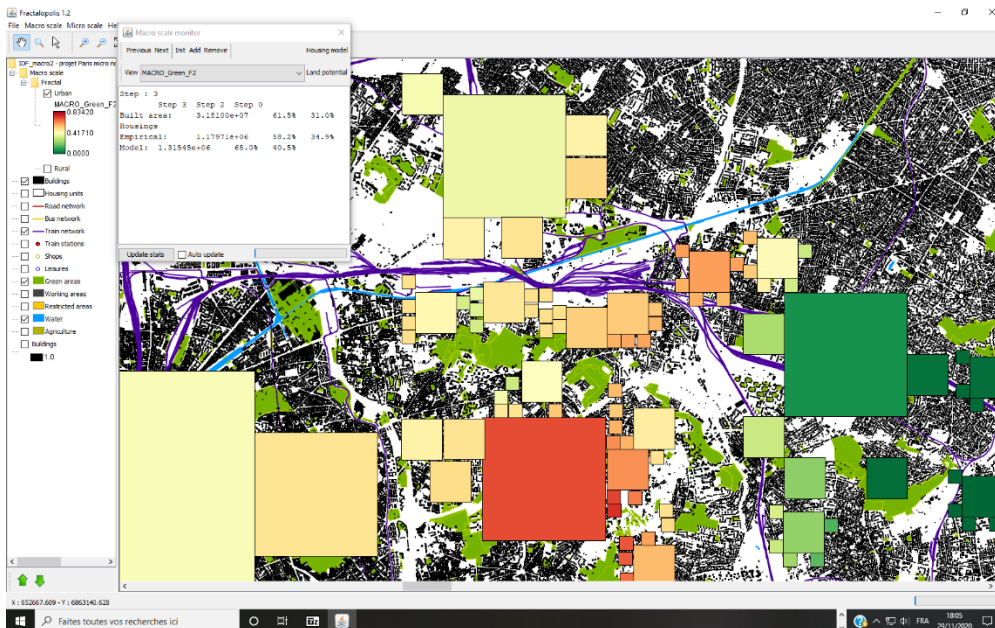 Fractalopolis 1.2
File Macro scale Micro scale Hel
Macro scale monitor
Previous Next Init Add Remove Housing model
View MACRO_Green_F2 Land potential
Step : 3
Step 3 Step 2 Step 0
Built area: 3.15100e+07 61.5% 31.0%
Housings
Empirical: 1.17971e+06 58.2% 34.9%
Model: 1.31545e+06 65.0% 40.5%
Update stats Auto update
IDF_macro2 - projet Paris micro ne
Macro scale
Fractal
Urban
MACRO_Green_F2
0.83420
0.41710
0.0000
Rural
Buildings
Housing units
Road network
Bus network
Train network
Train stations
Shops
Leisures
Green areas
Working areas
Restricted areas
Water
Agriculture
Buildings
1.0
X : 652667.609 - Y : 6863140.628
Faites toutes vos recherches ici
FRA
18:05
29/11/2020